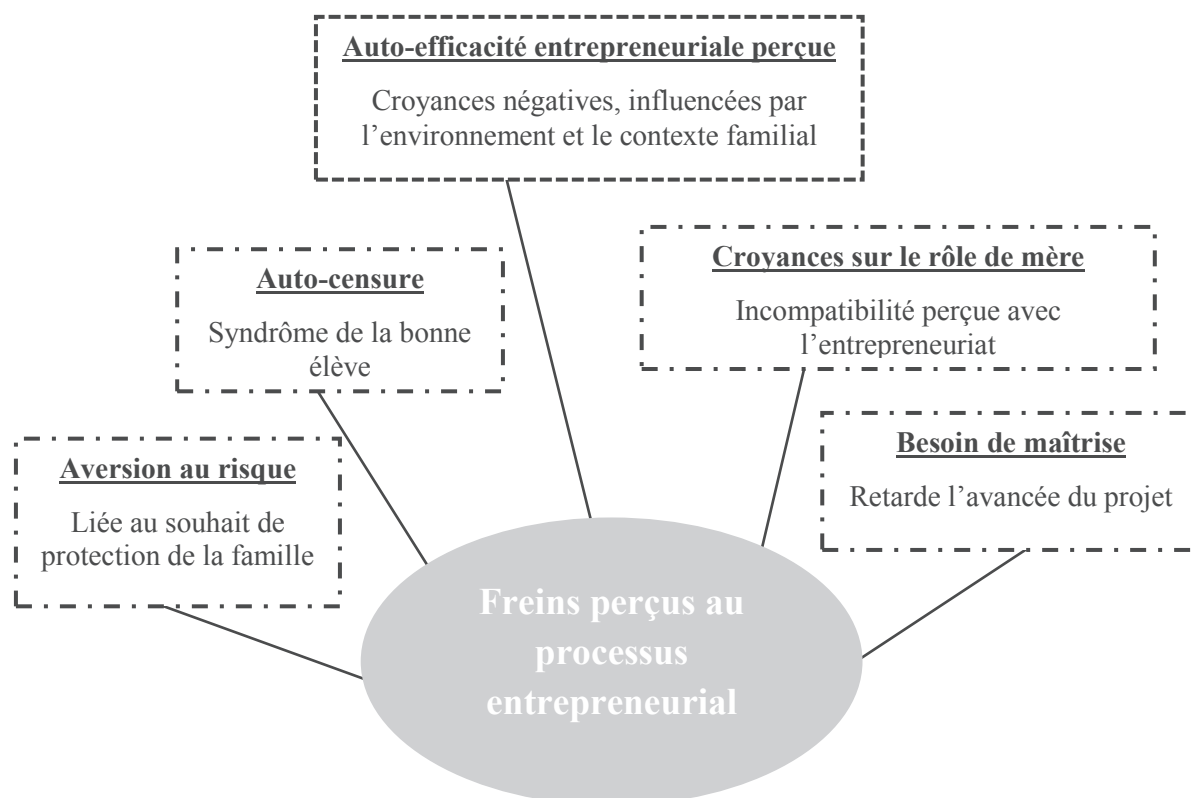 Auto-efficacité entrepreneuriale perçue
Croyances négatives, influencées par
l’environnement et le contexte familial
Auto-censure
Syndrôme de la bonne
élève
Croyances sur le rôle de mère
Incompatibilité perçue avec
l’entrepreneuriat
Aversion au risque
Liée au souhait de
protection de la famille
Besoin de maîtrise
Retarde l’avancée du projet
Freins perçus au
processus
entrepreneurial